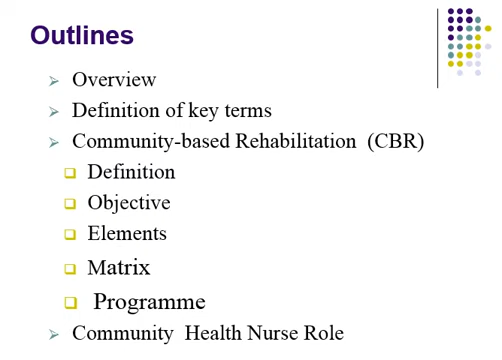 Outlines
Overview
Definition of key terms
Community-based Rehabilitation (CBR)
Definition
Objective
Elements
Matrix
Programme
Community Health Nurse Role